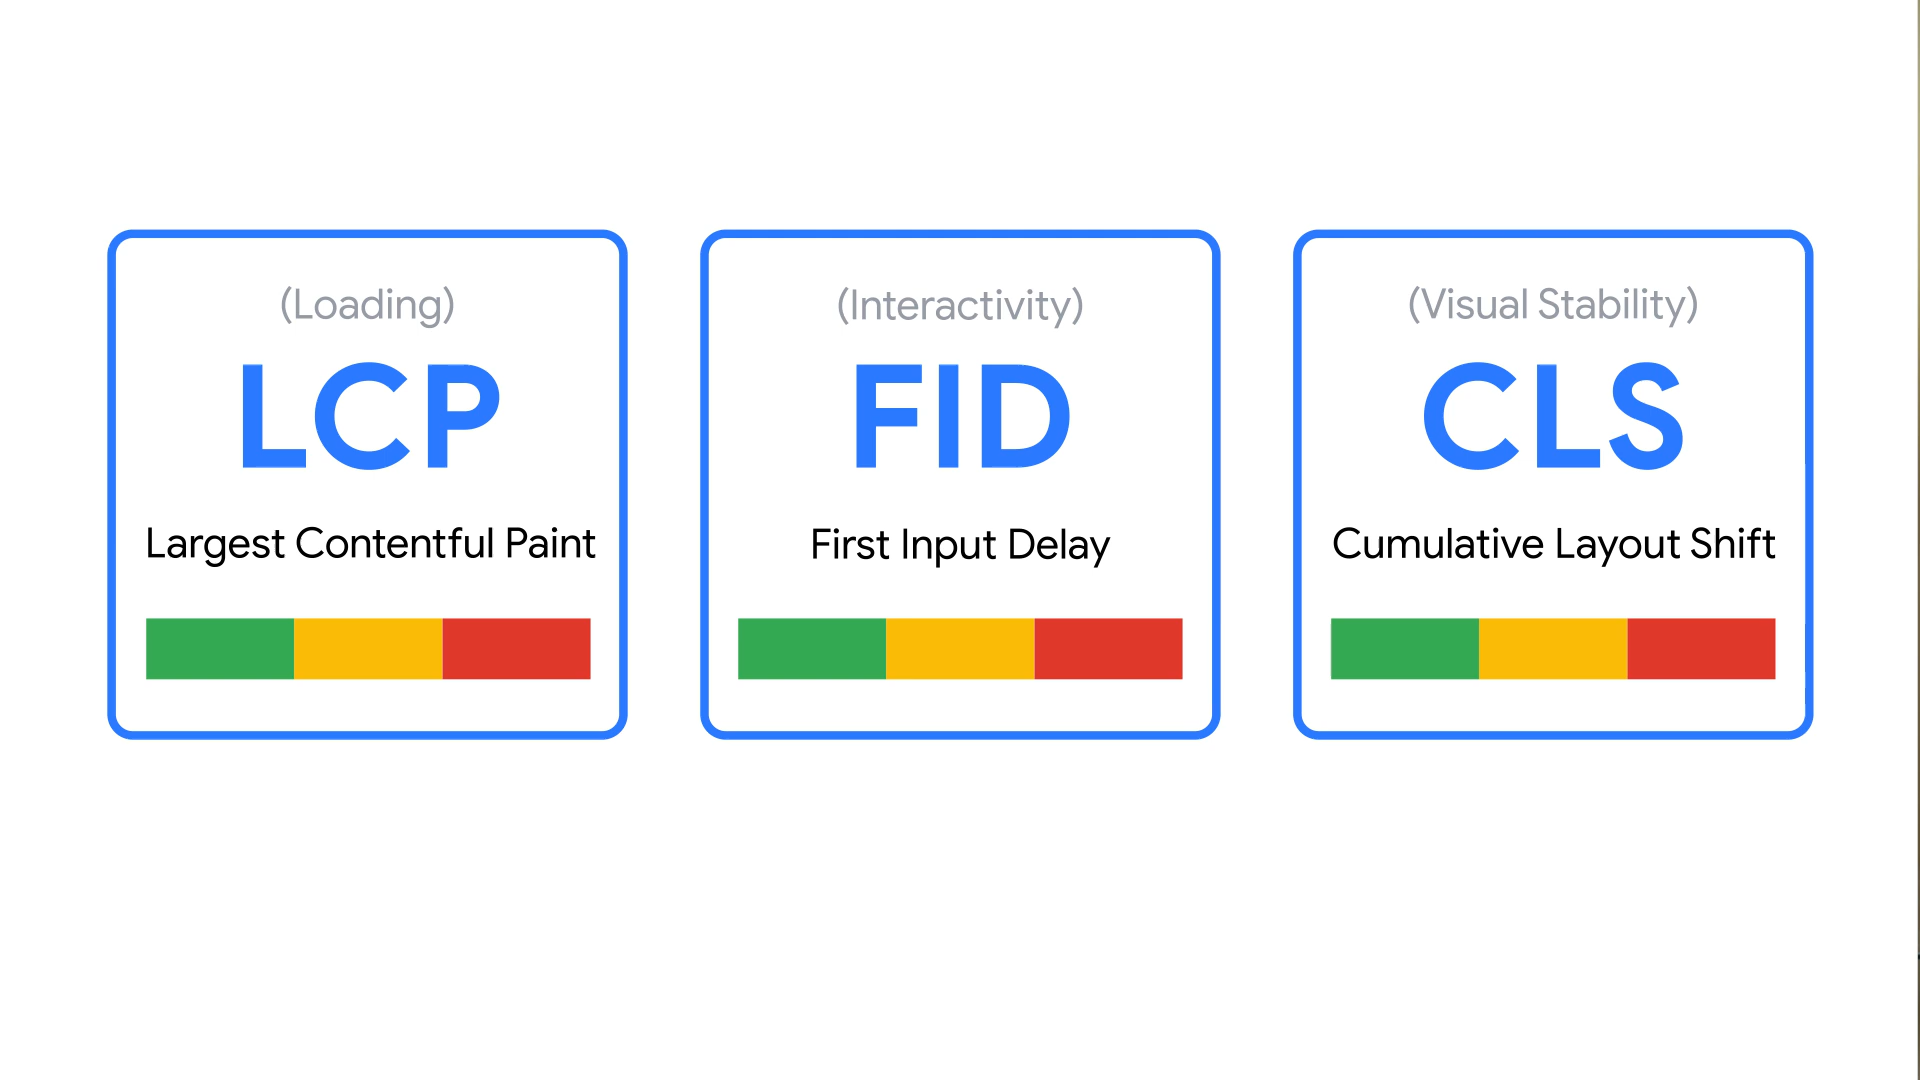 (Loading)
LCP
Largest Contentful Paint
(Interactivity)
FID
First Input Delay
(Visual Stability)
CLS
Cumulative Layout Shift